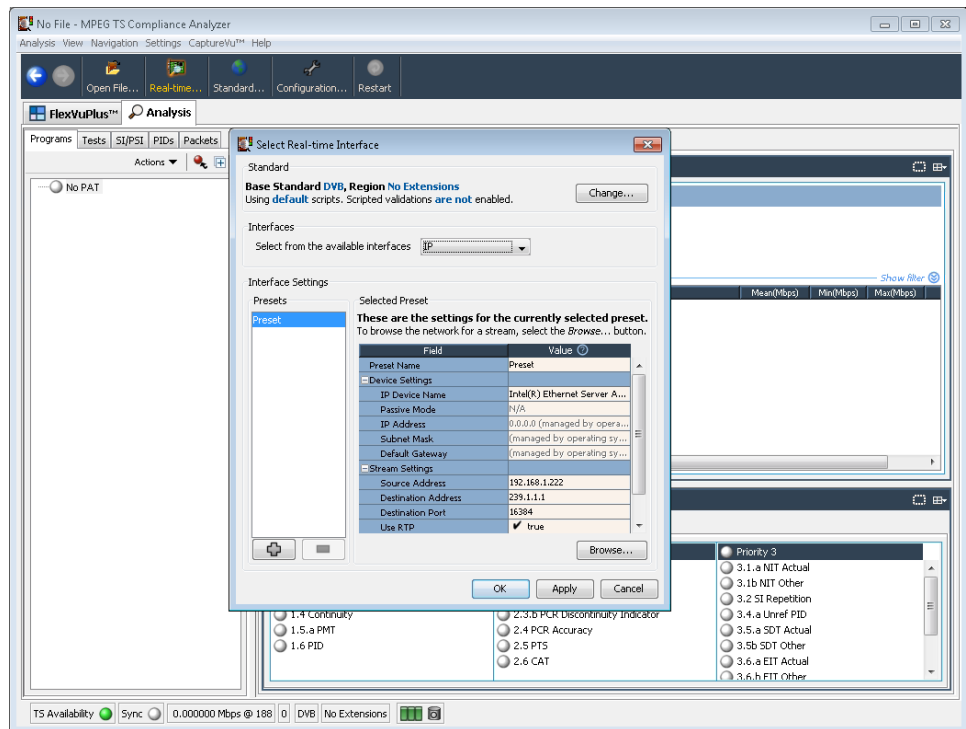 No File - MPEG TS Compliance Analyzer
Analysis View Navigation Settings CaptureVu™ Help
Open File... Real-time... Standard... Configuration... Restart
FlexVuPlus™ Analysis
Programs Tests SI/PSI PIDs Packets
Actions
No PAT
Select Real-time Interface
Standard
Base Standard DVB, Region No Extensions
Using default scripts. Scripted validations are not enabled.
Change...
Interfaces
Select from the available interfaces IP
Interface Settings
Presets
Preset
Selected Preset
These are the settings for the currently selected preset.
To browse the network for a stream, select the Browse... button.
Field Value
Preset Name Preset
Device Settings
IP Device Name Intel(R) Ethernet Server A...
Passive Mode N/A
IP Address 0.0.0.0 (managed by opera...
Subnet Mask (managed by operating sy...
Default Gateway (managed by operating sy...
Stream Settings
Source Address 192.168.1.222
Destination Address 239.1.1.1
Destination Port 16384
Use RTP true
Browse...
OK Apply Cancel
Show filter
Mean(Mbps) Min(Mbps) Max(Mbps)
1.4 Continuity
1.5.a PMT
1.6 PID
2.3.b PCR Discontinuity Indicator
2.4 PCR Accuracy
2.5 PTS
2.6 CAT
Priority 3
3.1.a NIT Actual
3.1b NIT Other
3.2 SI Repetition
3.4.a Unref PID
3.5.a SDT Actual
3.5b SDT Other
3.6.a EIT Actual
3.6.b EIT Other
TS Availability Sync 0.000000 Mbps @ 188 0 DVB No Extensions